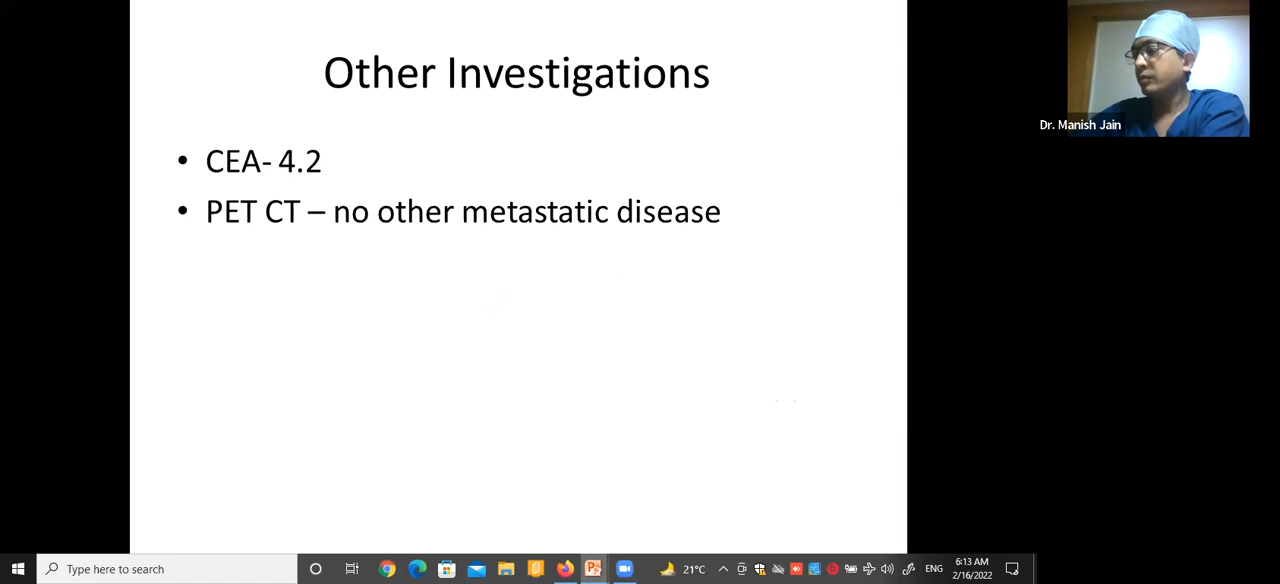 Other Investigations
• CEA- 4.2
• PET CT – no other metastatic disease
Dr. Manish Jain
Type here to search
21°C
ENG
6:13 AM
2/16/2022